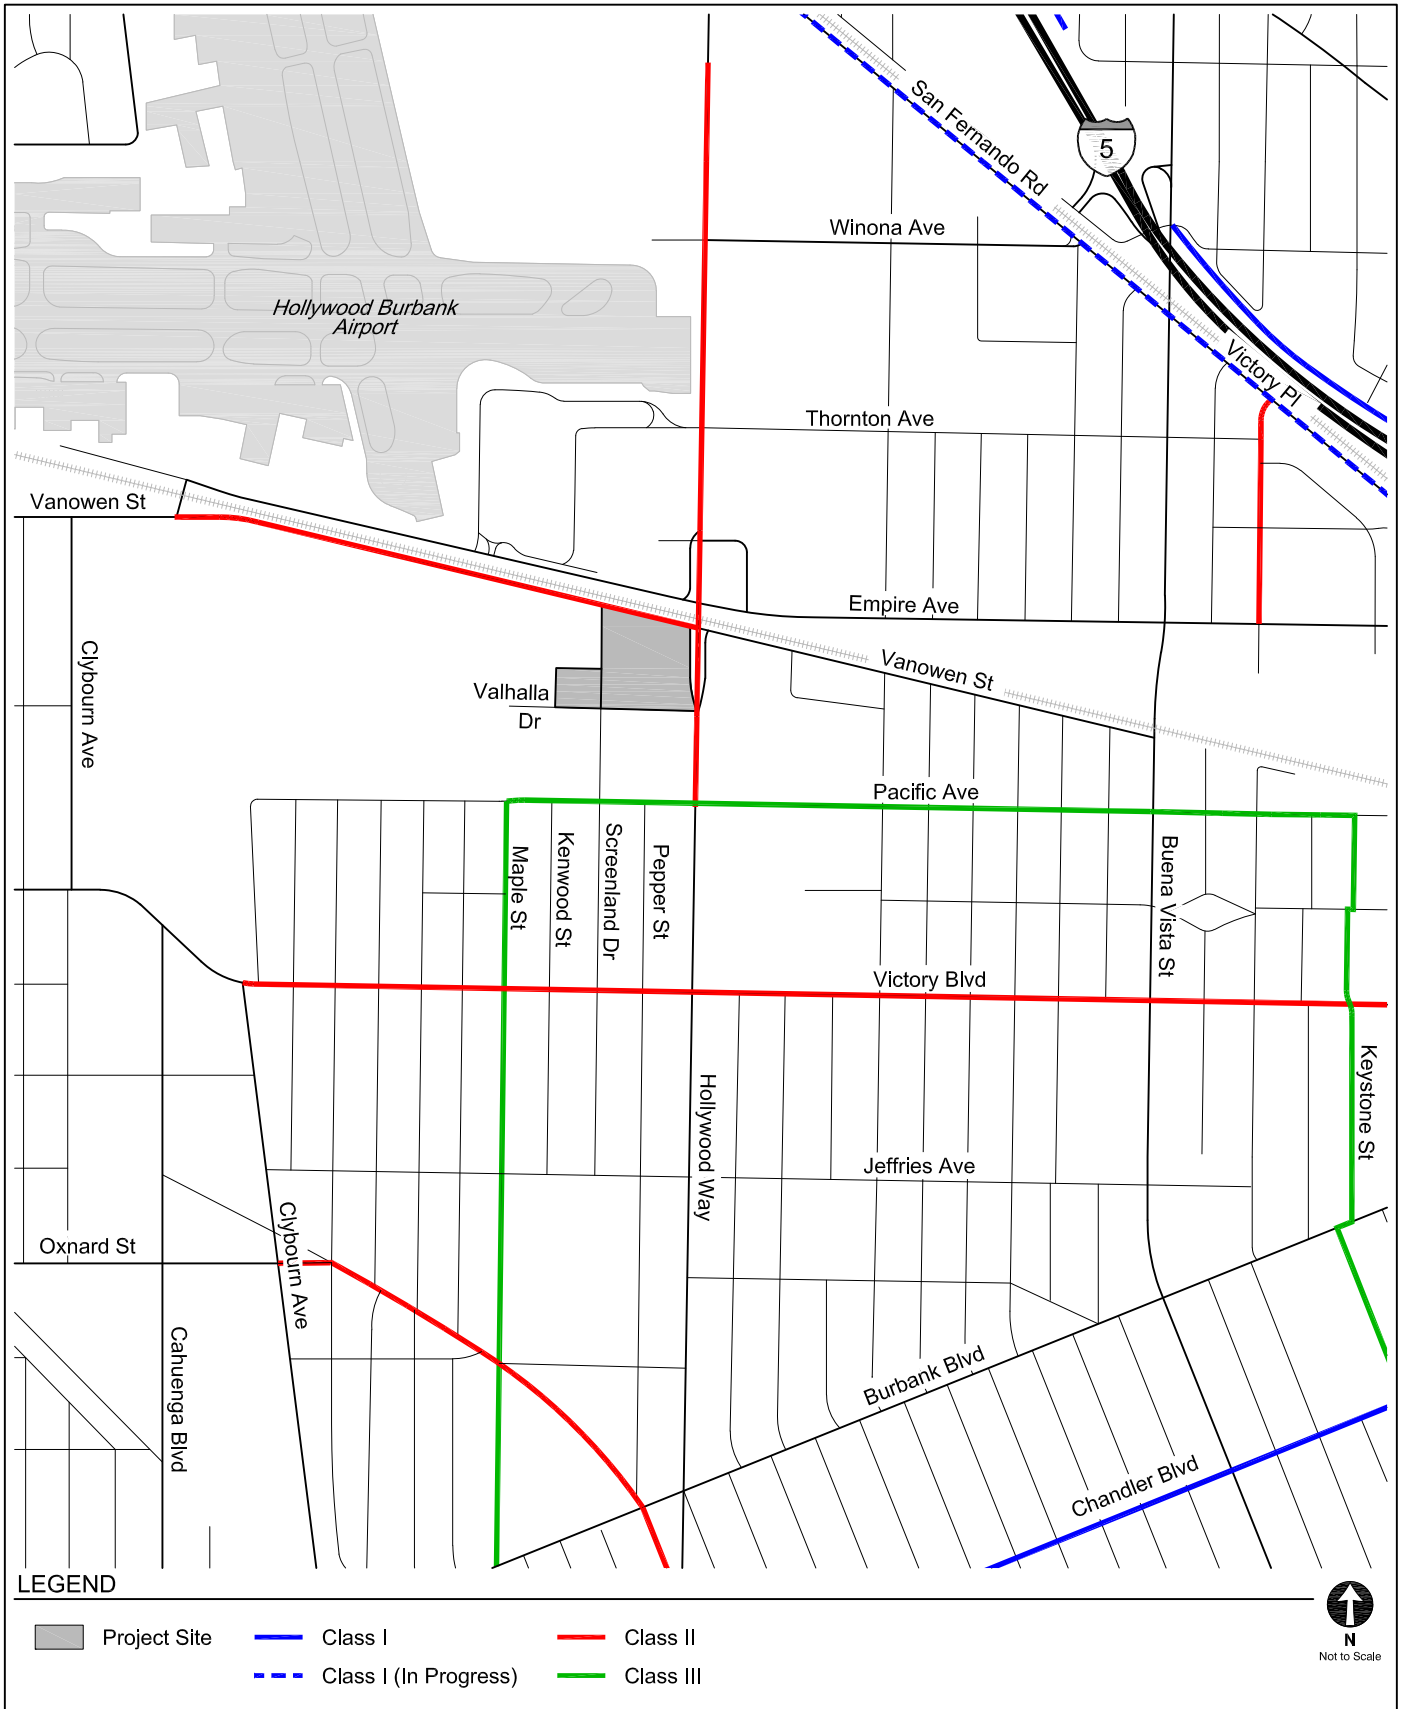 San Fernando Rd
5
Winona Ave
Hollywood Burbank
Airport
Victory Pl
Thornton Ave
Vanowen St
Empire Ave
Clybourn Ave
Vanowen St
Valhalla
Dr
Pacific Ave
Maple St
Kenwood St
Screenland Dr
Pepper St
Buena Vista St
Victory Blvd
Hollywood Way
Keystone St
Jeffries Ave
Oxnard St
Clybourn Ave
Cahuenga Blvd
Burbank Blvd
Chandler Blvd
LEGEND
Project Site
Class I
Class II
Class I (In Progress)
Class III
N
Not to Scale